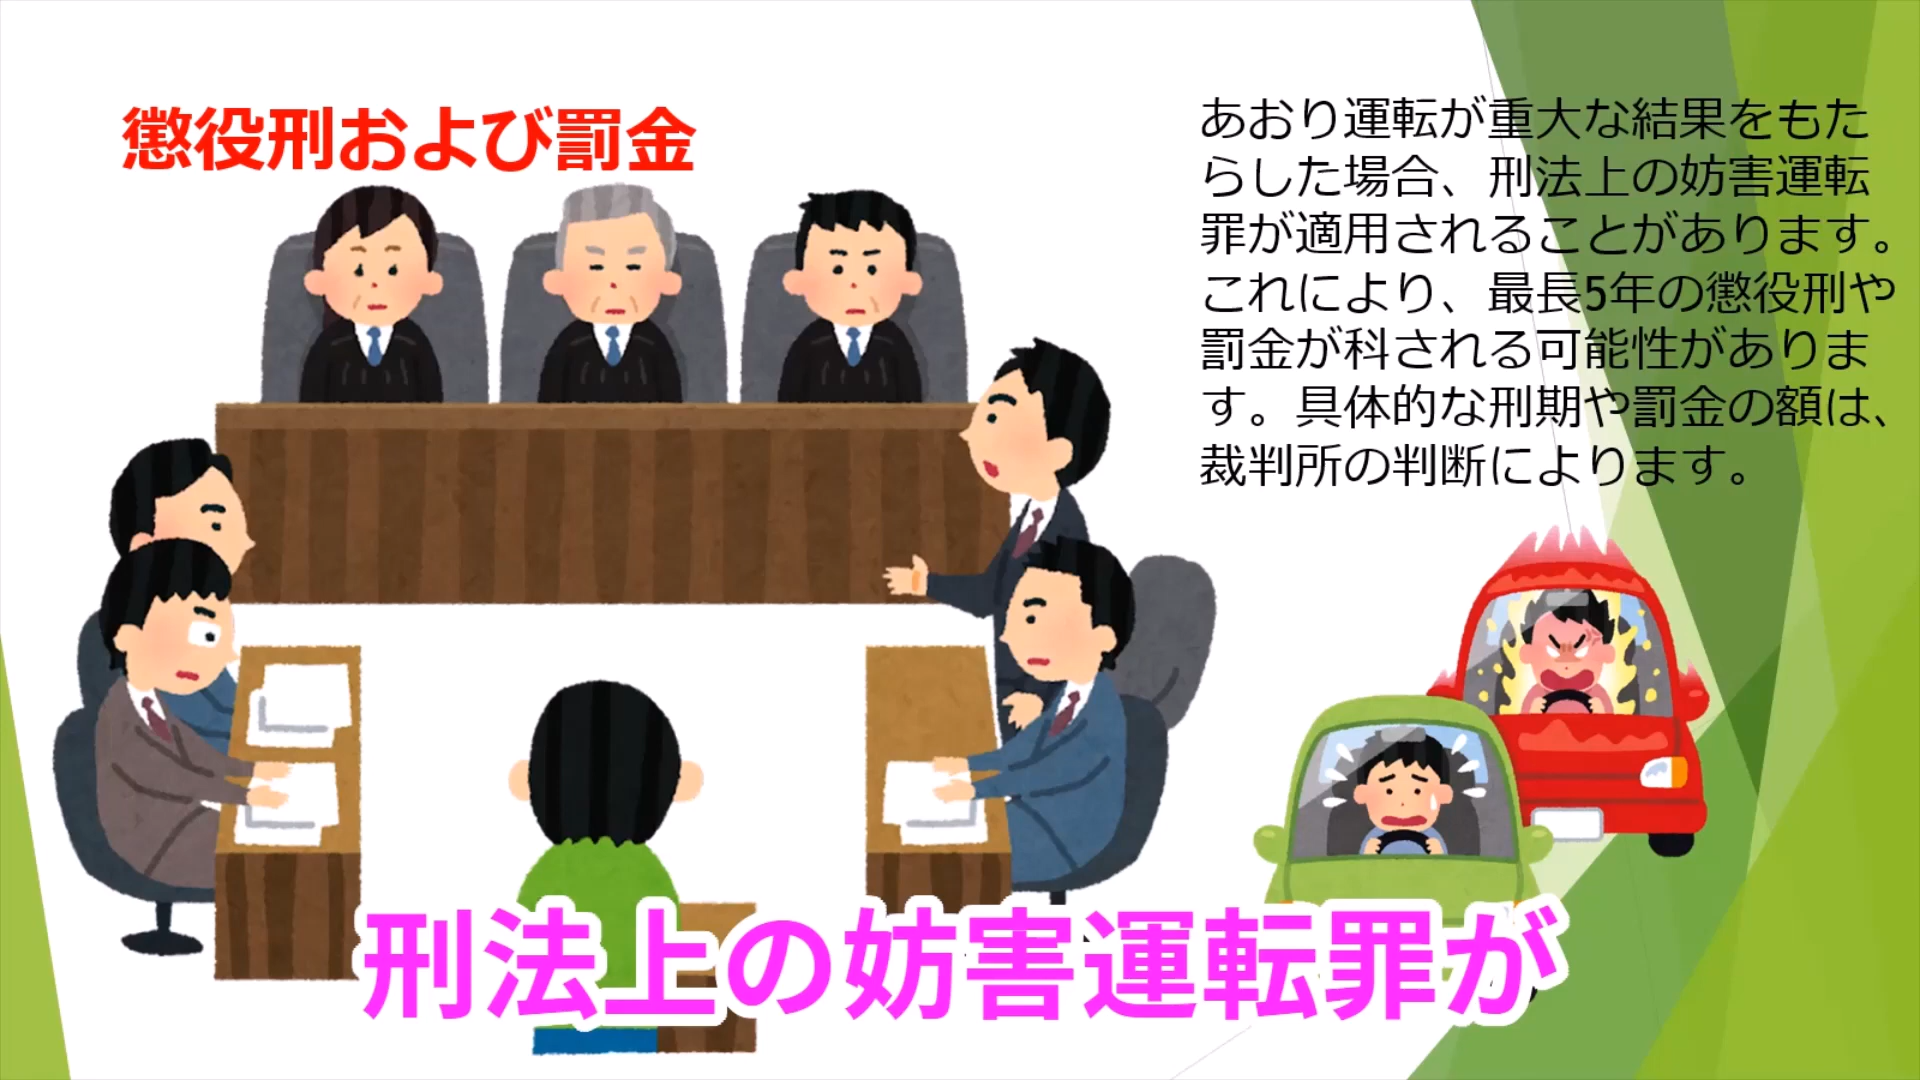 懲役刑および罰金
あおり運転が重大な結果をもた
らした場合、刑法上の妨害運転
罪が適用されることがあります。
これにより、最長5年の懲役刑や
罰金が科される可能性がありま
す。具体的な刑期や罰金の額は、
裁判所の判断によります。
刑法上の妨害運転罪が